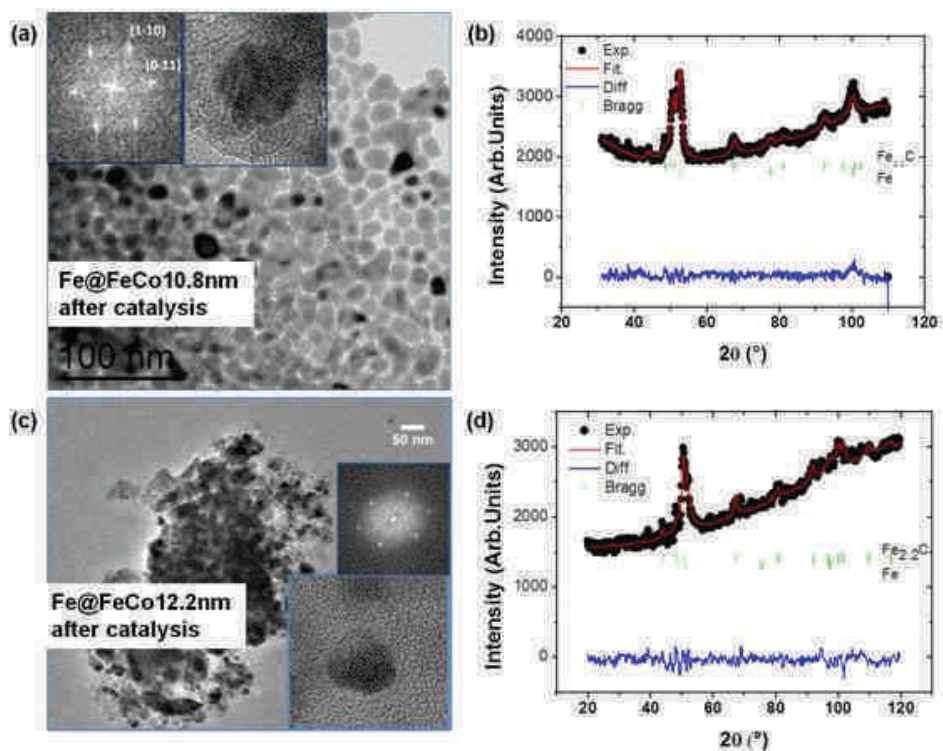 (a)
(1-10)
(0-11)
Fe@FeCo10.8nm
after catalysis
100 nm
(b)
Exp.
Fit.
Diff
Bragg
4000
3000
2000
1000
0
Intensity (Arb.Units)
Fe
20
40
60
80
100
120
2θ (°)
(c)
50 nm
Fe@FeCo12.2nm
after catalysis
(d)
Exp.
Fit.
Diff
Bragg
3000
2000
1000
0
Intensity (Arb.Units)
Fe2.2C
Fe
20
40
60
80
100
120
2θ (°)